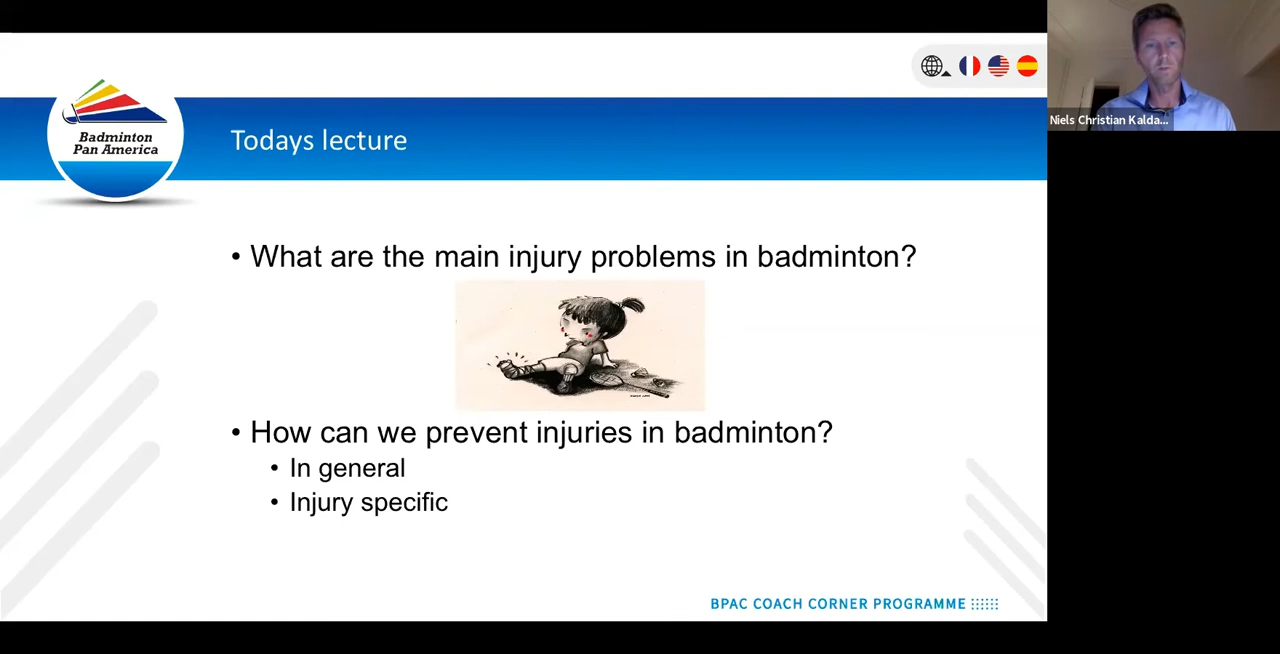 Badminton
Pan America
Todays lecture
Niels Christian Kalda...
• What are the main injury problems in badminton?
• How can we prevent injuries in badminton?
• In general
• Injury specific
BPAC COACH CORNER PROGRAMME